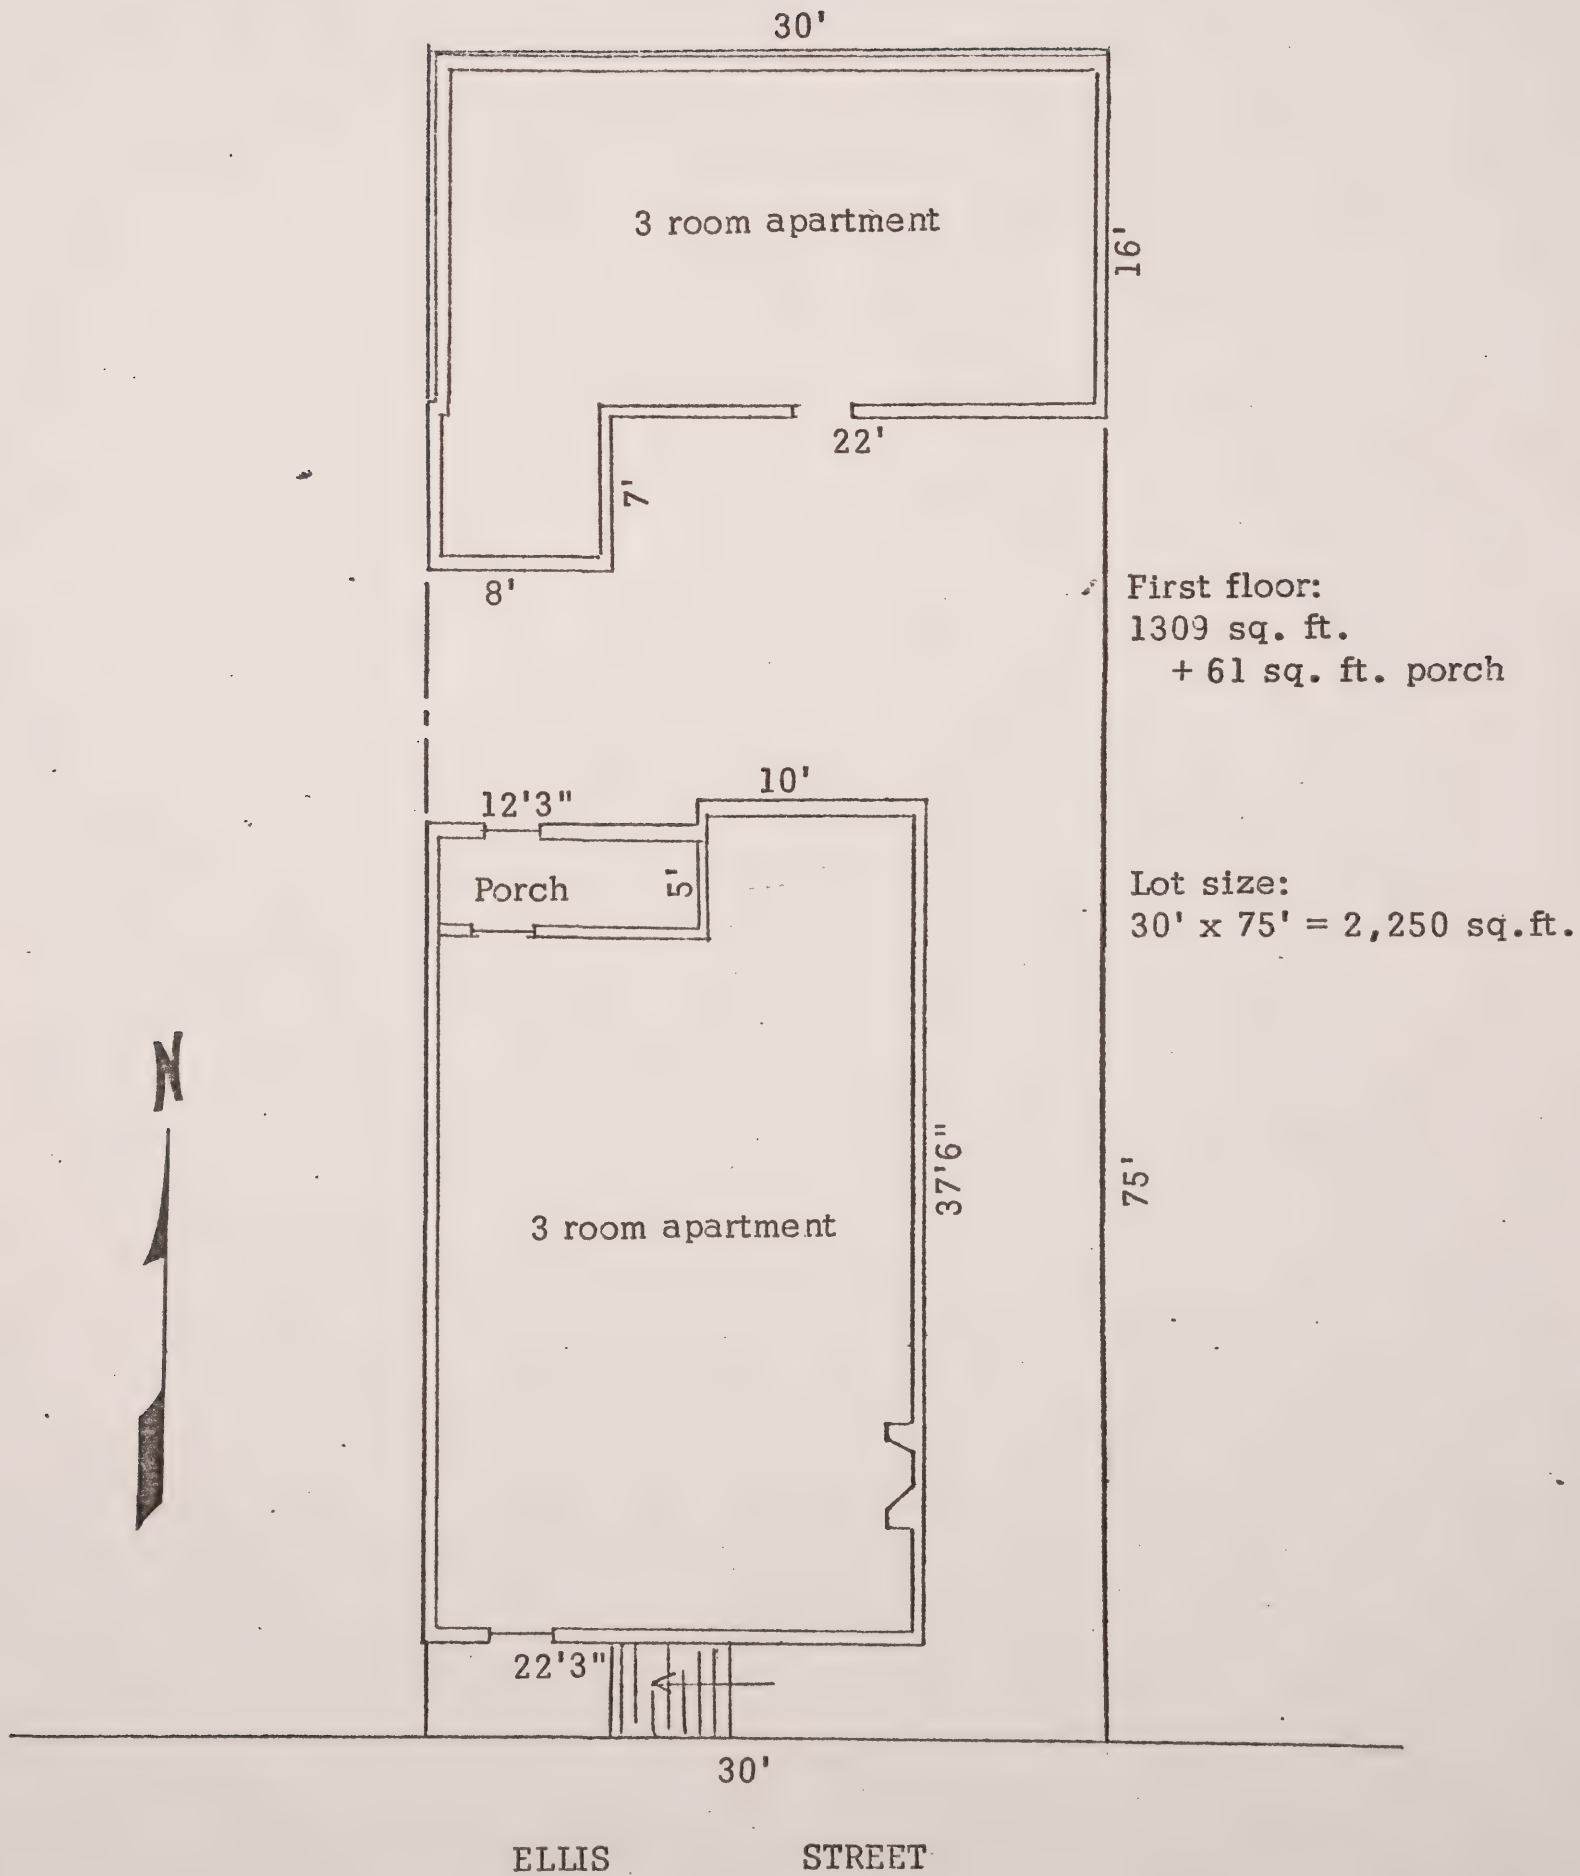 30'
3 room apartment
16'
22'
7'
8'
First floor:
1309 sq. ft.
+ 61 sq. ft. porch
10'
12'3"
Porch
5'
Lot size:
30' x 75' = 2,250 sq.ft.
N
37'6"
75'
3 room apartment
22'3"
30'
ELLIS STREET